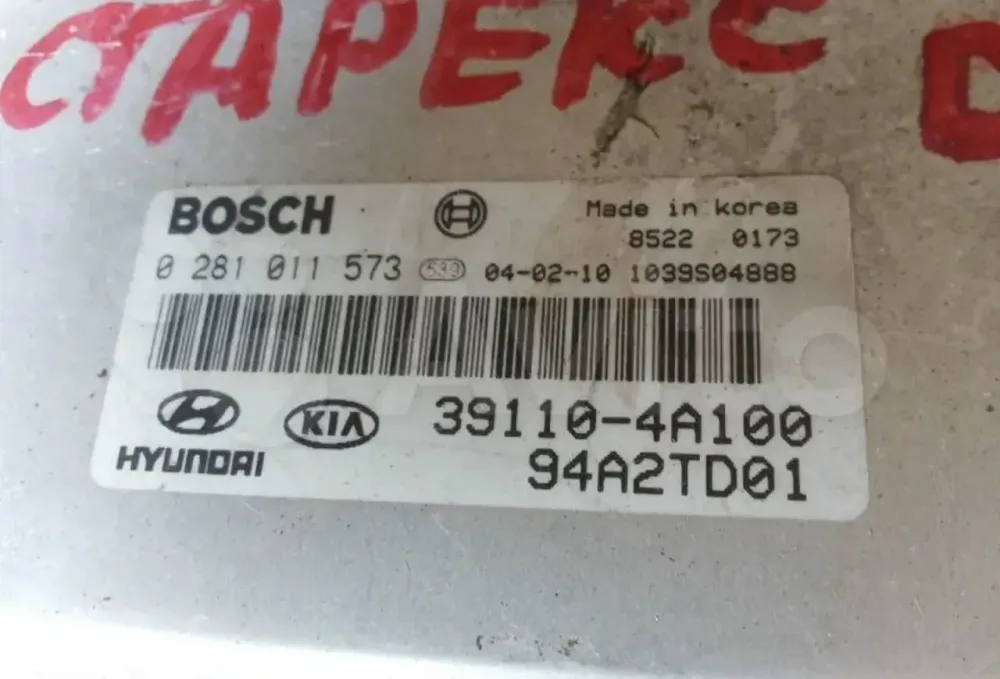 СТАРЕКС D
BOSCH
Made in korea
8522 0173
0 281 011 573 539 04-02-10 1039S04888
HYUNDAI
KIA
39110-4A100
94A2TD01